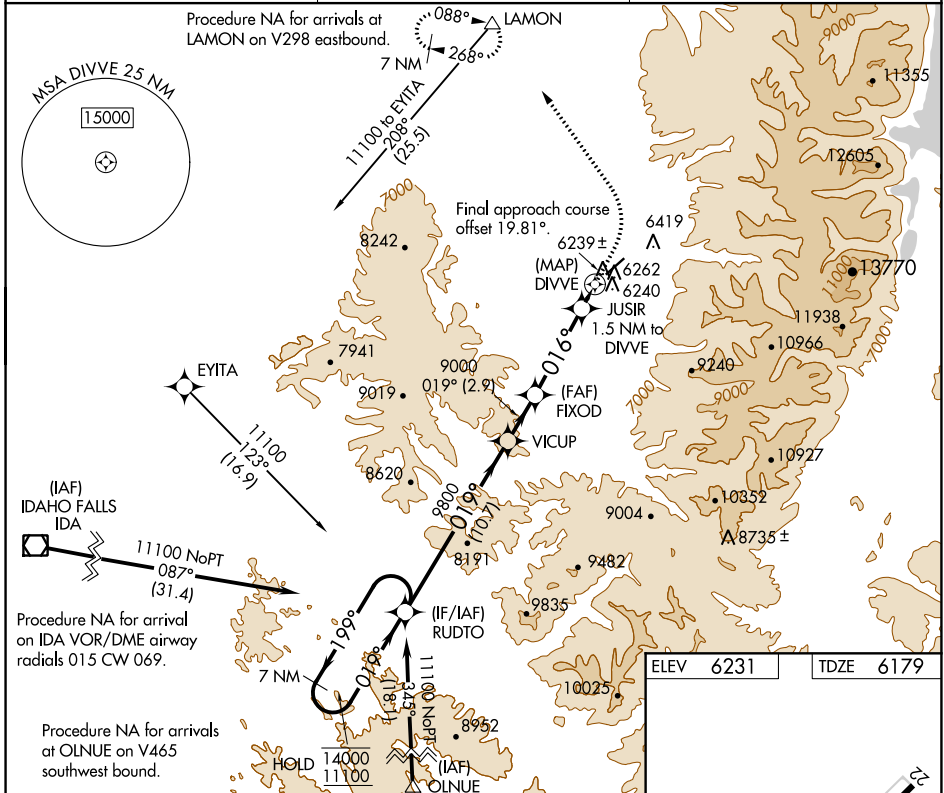 Procedure NA for arrivals at
LAMON on V298 eastbound.
088°
LAMON
7 NM
268°
MSA DIVVE 25 NM
15000
11100 to EYITA
208°
(25.5)
11355
12605
7000
8242
Final approach course
offset 19.81°.
6419
6239±
(MAP)
DIVVE
6262
6240
13770
11000
JUSIR
1.5 NM to
DIVVE
11938
10966
7000
016°
7941
EYITA
9000
019° (2.9)
9240
9000
7000
9019
(FAF)
FIXOD
VICUP
11100
123°
(16.9)
10927
8620
9800
019°
(10.7)
10352
9004
8735±
(IAF)
IDAHO FALLS
IDA
8191
11100 NoPT
087°
(31.4)
9482
9835
(IF/IAF)
RUDTO
Procedure NA for arrival
on IDA VOR/DME airway
radials 015 CW 069.
199°
019°
7 NM
11100 NoPT
345°
(18.1)
ELEV 6231
TDZE 6179
10025
8952
Procedure NA for arrivals
at OLNUE on V465
southwest bound.
HOLD
14000
11100
(IAF)
OLNUE
22